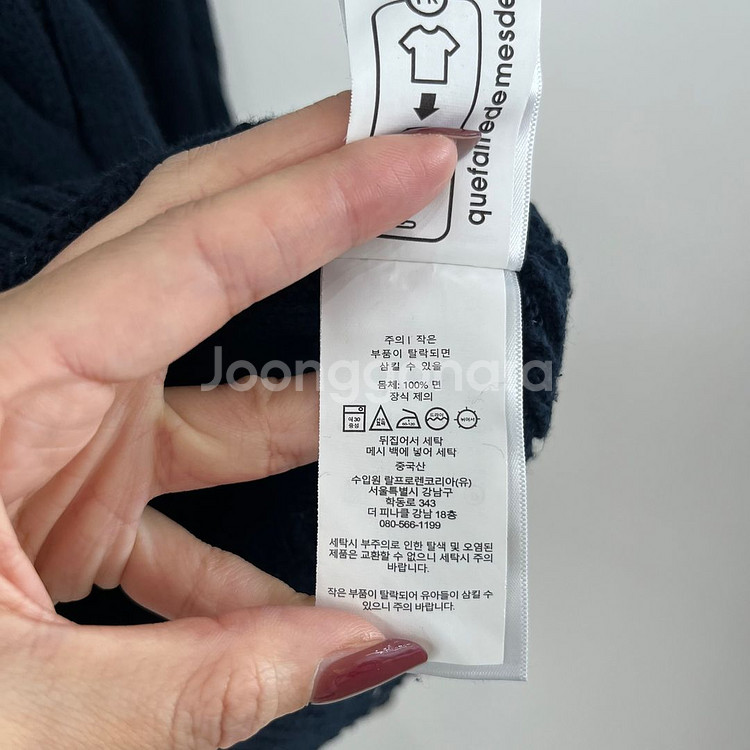 quefairedemesde
Joonggonara
주의! 작은
부품이 탈락되면
삼킬 수 있을
몸체: 100% 면
장식 제의
뒤집어서 세탁
메시 백에 넣어 세탁
중국산
수입원 랄프로렌코리아(유)
서울특별시 강남구
학동로 343
더 피나클 강남 18층
080-566-1199
세탁시 부주의로 인한 탈색 및 오염된
제품은 교환할 수 없으니 세탁시 주의
바랍니다.
작은 부품이 탈락되어 유아들이 삼킬 수
있으니 주의 바랍니다.